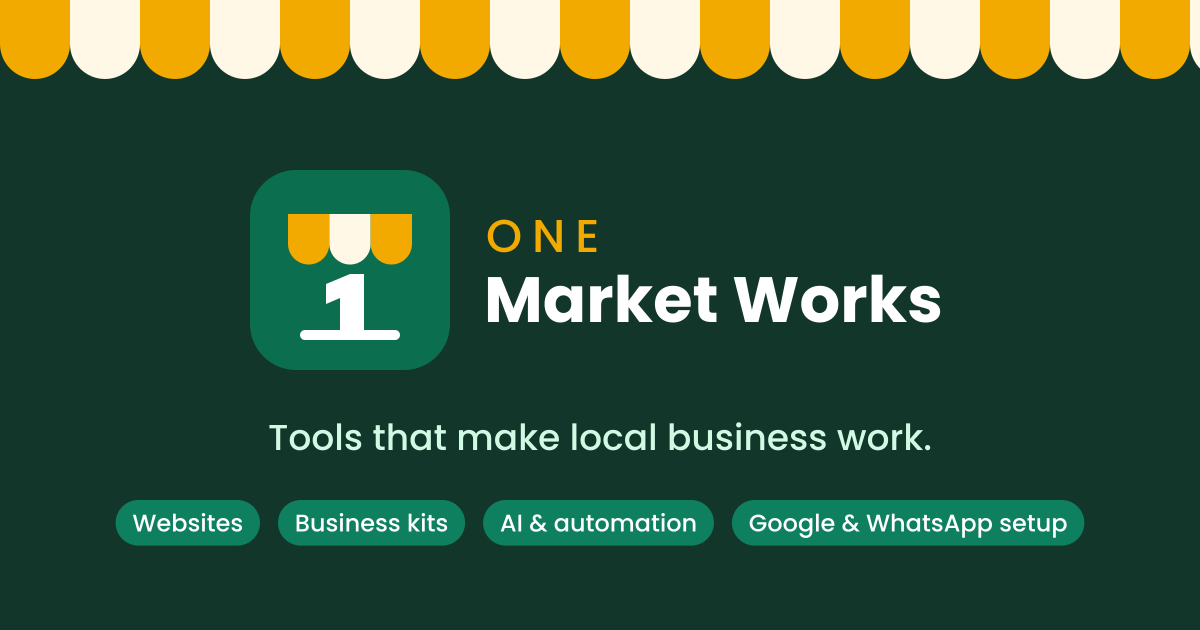 1
ONE
Market Works
Tools that make local business work.
Websites
Business kits
AI & automation
Google & WhatsApp setup